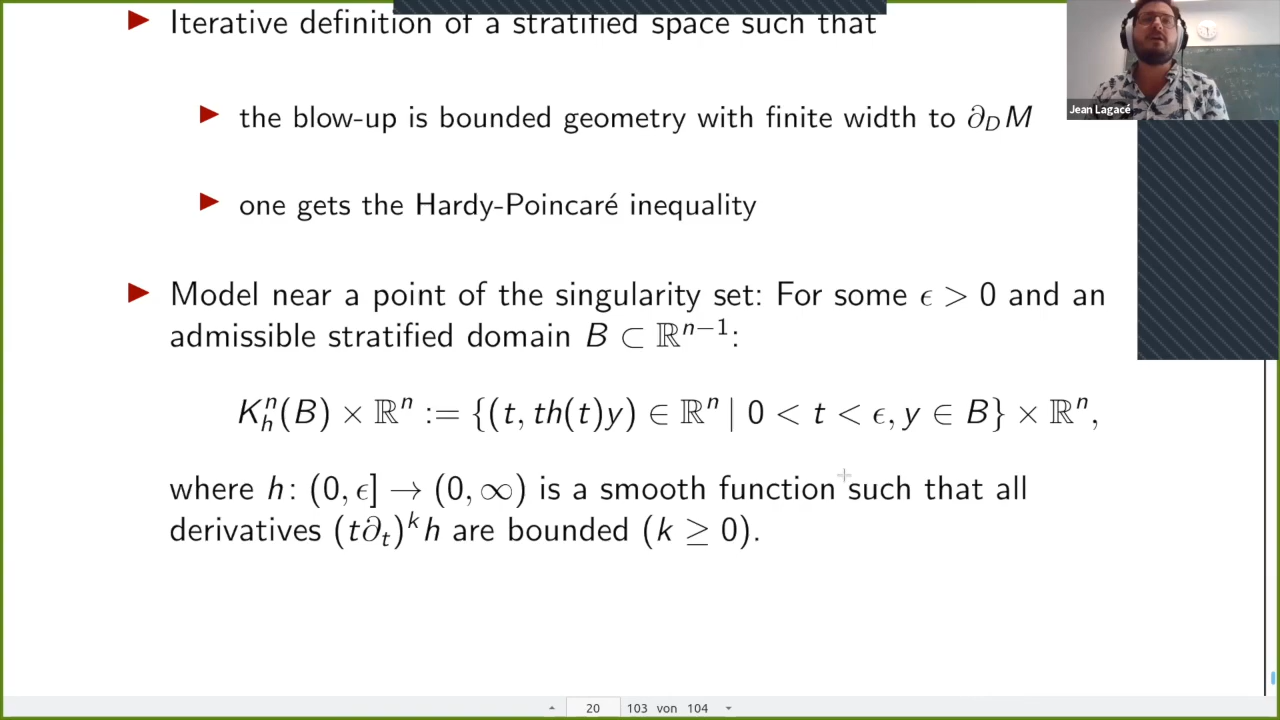 ▶ Iterative definition of a stratified space such that
▶ the blow-up is bounded geometry with finite width to ∂_D M
▶ one gets the Hardy-Poincaré inequality
▶ Model near a point of the singularity set: For some ϵ > 0 and an
admissible stratified domain B ⊂ ℝ^{n−1}:
K_h^n(B) × ℝ^n := {(t, th(t)y) ∈ ℝ^n | 0 < t < ϵ, y ∈ B} × ℝ^n,
where h: (0, ϵ] → (0, ∞) is a smooth function such that all
derivatives (t∂_t)^k h are bounded (k ≥ 0).
Jean Lagacé
20 103 von 104